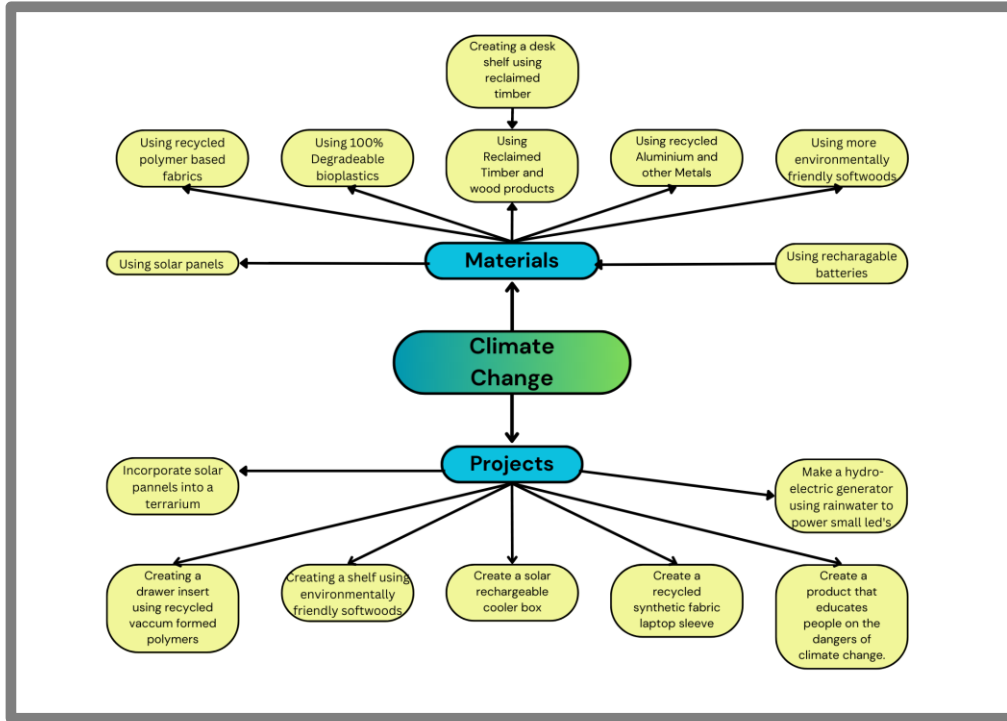 Creating a desk
shelf using
reclaimed
timber
Using recycled
polymer based
fabrics
Using 100%
Degradeable
bioplastics
Using
Reclaimed
Timber and
wood products
Using recycled
Aluminium and
other Metals
Using more
environmentally
friendly softwoods
Using solar panels
Materials
Using recharagable
batteries
Climate
Change
Projects
Incorporate solar
pannels into a
terrarium
Make a hydro-
electric generator
using rainwater to
power small led's
Creating a
drawer insert
using recycled
vaccum formed
polymers
Creating a shelf using
environmentally
friendly softwoods
Create a solar
rechargeable
cooler box
Create a
recycled
synthetic fabric
laptop sleeve
Create a
product that
educates
people on the
dangers of
climate change.